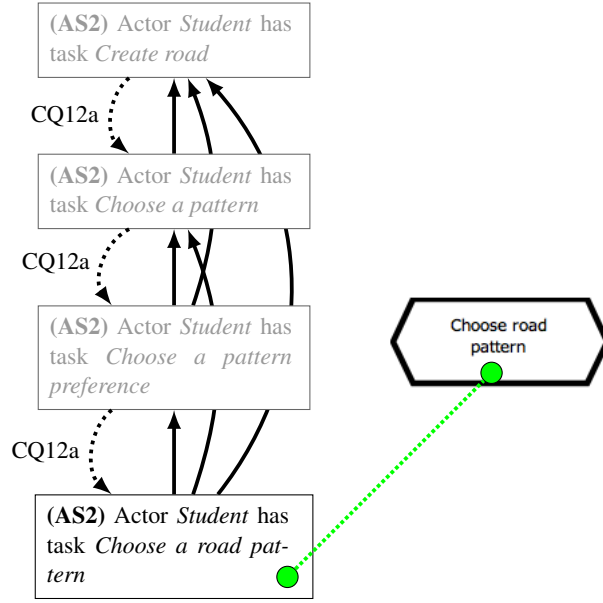 (AS2) Actor Student has
task Create road
CQ12a
(AS2) Actor Student has
task Choose a pattern
CQ12a
(AS2) Actor Student has
task Choose a pattern
preference
Choose road
pattern
CQ12a
(AS2) Actor Student has
task Choose a road pat-
tern